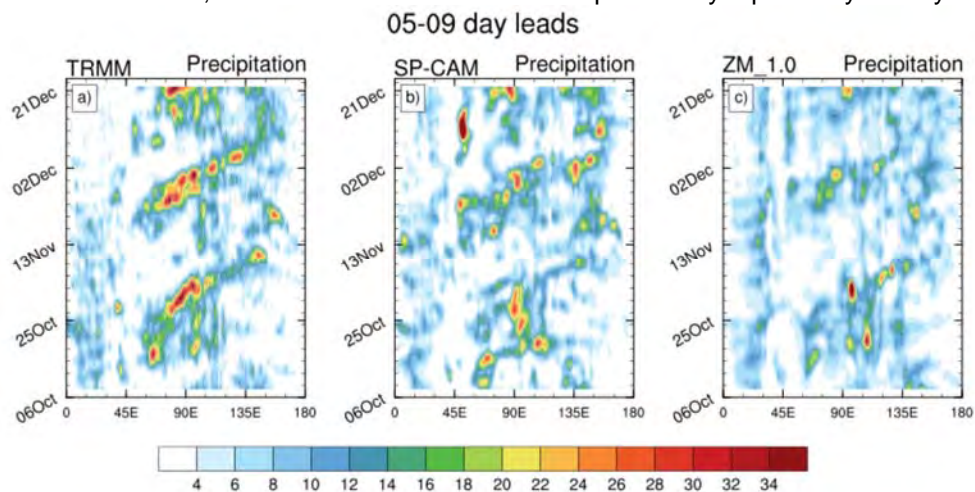 05-09 day leads
TRMM Precipitation SP-CAM Precipitation ZM_1.0 Precipitation
a) b) c)
21Dec 21Dec 21Dec
02Dec 02Dec 02Dec
13Nov 13Nov 13Nov
25Oct 25Oct 25Oct
06Oct 06Oct 06Oct
0 45E 90E 135E 180 0 45E 90E 135E 180 0 45E 90E 135E 180
4 6 8 10 12 14 16 18 20 22 24 26 28 30 32 34